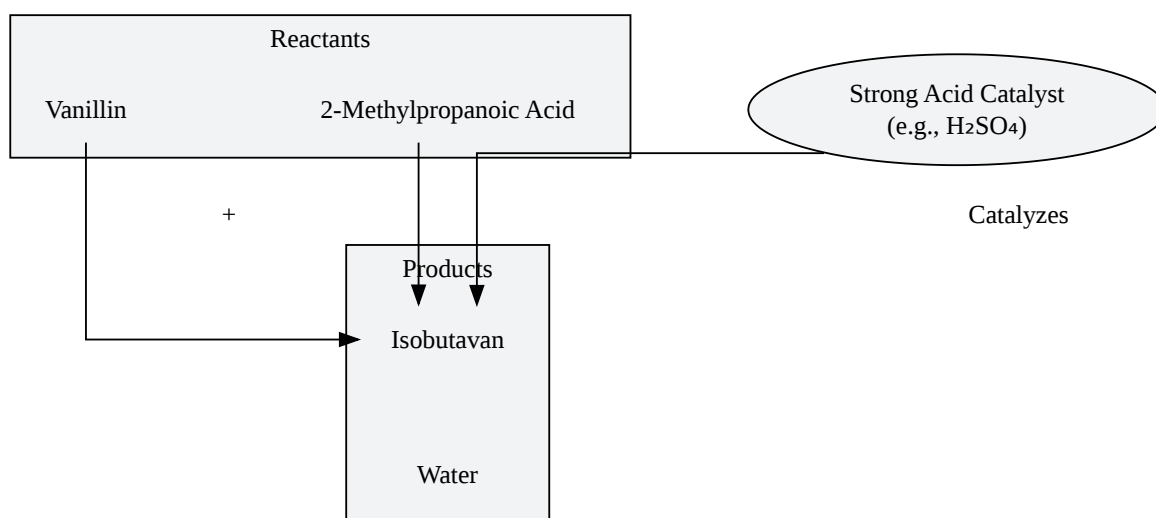 Reactants
Vanillin
2-Methylpropanoic Acid
Strong Acid Catalyst
(e.g., H₂SO₄)
+
Catalyzes
Products
Isobutavan
Water